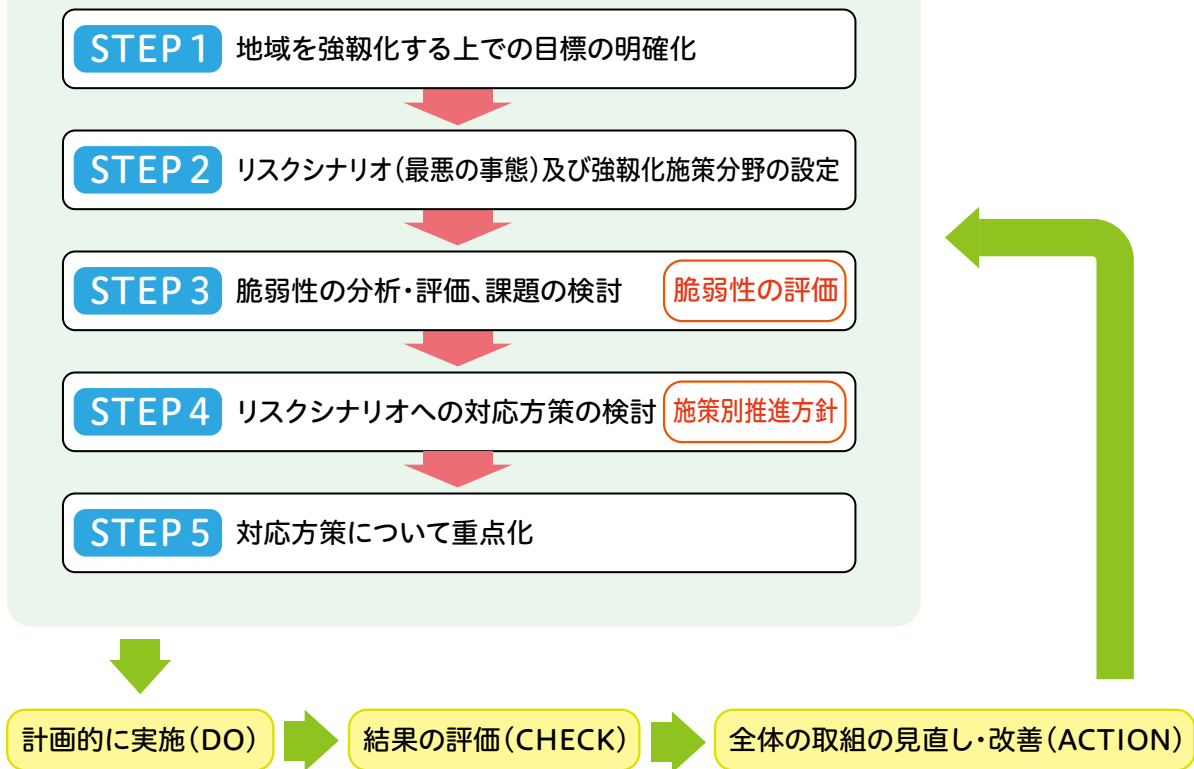 STEP 1 地域を強靱化する上での目標の明確化
STEP 2 リスクシナリオ(最悪の事態)及び強靱化施策分野の設定
STEP 3 脆弱性の分析・評価、課題の検討 脆弱性の評価
STEP 4 リスクシナリオへの対応方策の検討 施策別推進方針
STEP 5 対応方策について重点化
計画的に実施(DO) 結果の評価(CHECK) 全体の取組の見直し・改善(ACTION)